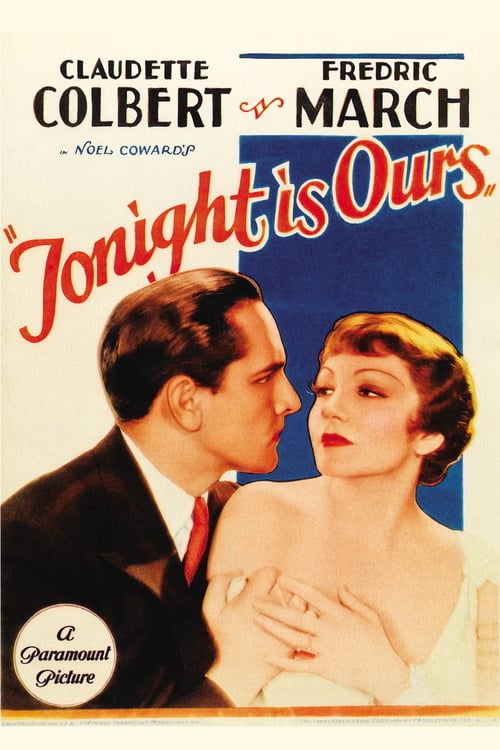 CLAUDETTE COLBERT
FREDRIC MARCH
IN NOEL COWARD'S
"Tonight is Ours"
A
Paramount
Picture